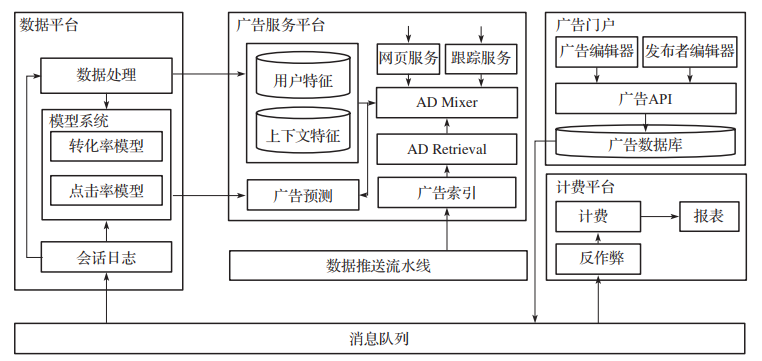 数据平台
数据处理
模型系统
转化率模型
点击率模型
会话日志
广告服务平台
用户特征
上下文特征
广告预测
网页服务
跟踪服务
AD Mixer
AD Retrieval
广告索引
数据推送流水线
广告门户
广告编辑器
发布者编辑器
广告API
广告数据库
计费平台
计费
报表
反作弊
消息队列